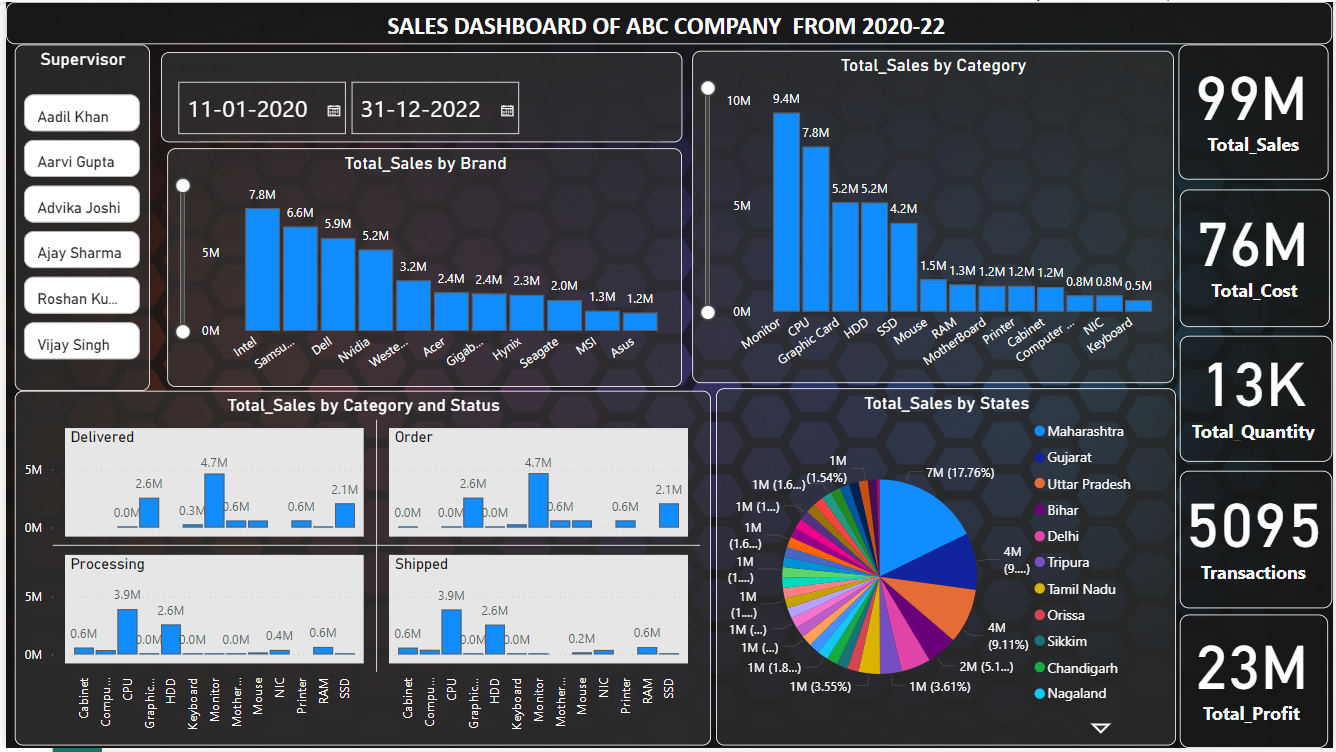 SALES DASHBOARD OF ABC COMPANY FROM 2020-22
Supervisor
Aadil Khan
Aarvi Gupta
Advika Joshi
Ajay Sharma
Roshan Ku...
Vijay Singh
11-01-2020
31-12-2022
Total_Sales by Brand
5M
0M
7.8M
6.6M
5.9M
5.2M
3.2M
2.4M
2.4M
2.3M
2.0M
1.3M
1.2M
Intel
Samsu...
Dell
Nvidia
Weste...
Acer
Gigab...
Hynix
Seagate
MSI
Asus
Total_Sales by Category
10M
5M
0M
9.4M
7.8M
5.2M
5.2M
4.2M
1.5M
1.3M
1.2M
1.2M
1.2M
0.8M
0.8M
0.5M
Monitor
CPU
Graphic Card
HDD
SSD
Mouse
RAM
MotherBoard
Printer
Cabinet
Computer ...
NIC
Keyboard
99M
Total_Sales
76M
Total_Cost
13K
Total_Quantity
5095
Transactions
23M
Total_Profit
Total_Sales by Category and Status
Delivered
5M
0M
0.0M
2.6M
0.3M
4.7M
0.6M
0.6M
2.1M
Order
0.0M
0.0M
2.6M
0.0M
4.7M
0.6M
0.6M
2.1M
Processing
5M
0M
0.6M
3.9M
0.0M
2.6M
0.0M
0.0M
0.4M
0.6M
Shipped
0.6M
3.9M
0.0M
2.6M
0.0M
0.2M
0.6M
Cabinet
Compu...
CPU
Graphic...
HDD
Keyboard
Monitor
Mother...
Mouse
NIC
Printer
RAM
SSD
Cabinet
Compu...
CPU
Graphic...
HDD
Keyboard
Monitor
Mother...
Mouse
NIC
Printer
RAM
SSD
Total_Sales by States
7M (17.76%)
4M
(9....)
4M
(9.11%)
2M (5.1...)
1M (3.61%)
1M (3.55%)
1M (1.8...)
1M (...)
1M (...)
1M
(1....)
1M
(1....)
1M
(1.6...)
1M (1...)
1M (1.6...)
1M
(1.54%)
Maharashtra
Gujarat
Uttar Pradesh
Bihar
Delhi
Tripura
Tamil Nadu
Orissa
Sikkim
Chandigarh
Nagaland